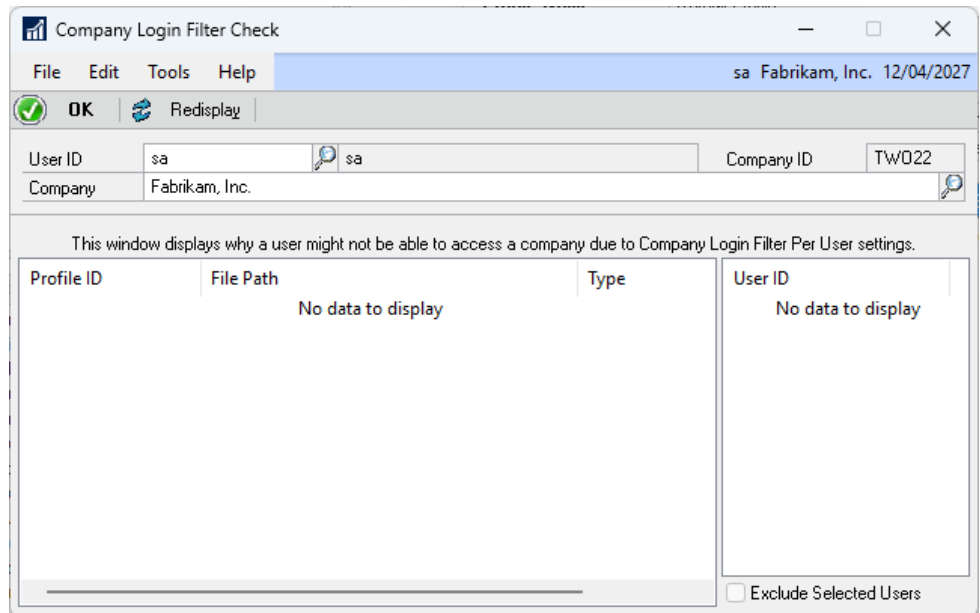 Company Login Filter Check
File Edit Tools Help sa Fabrikam, Inc. 12/04/2027
OK Redisplay
User ID sa sa Company ID TWO22
Company Fabrikam, Inc.
This window displays why a user might not be able to access a company due to Company Login Filter Per User settings.
Profile ID File Path Type User ID
No data to display No data to display
Exclude Selected Users